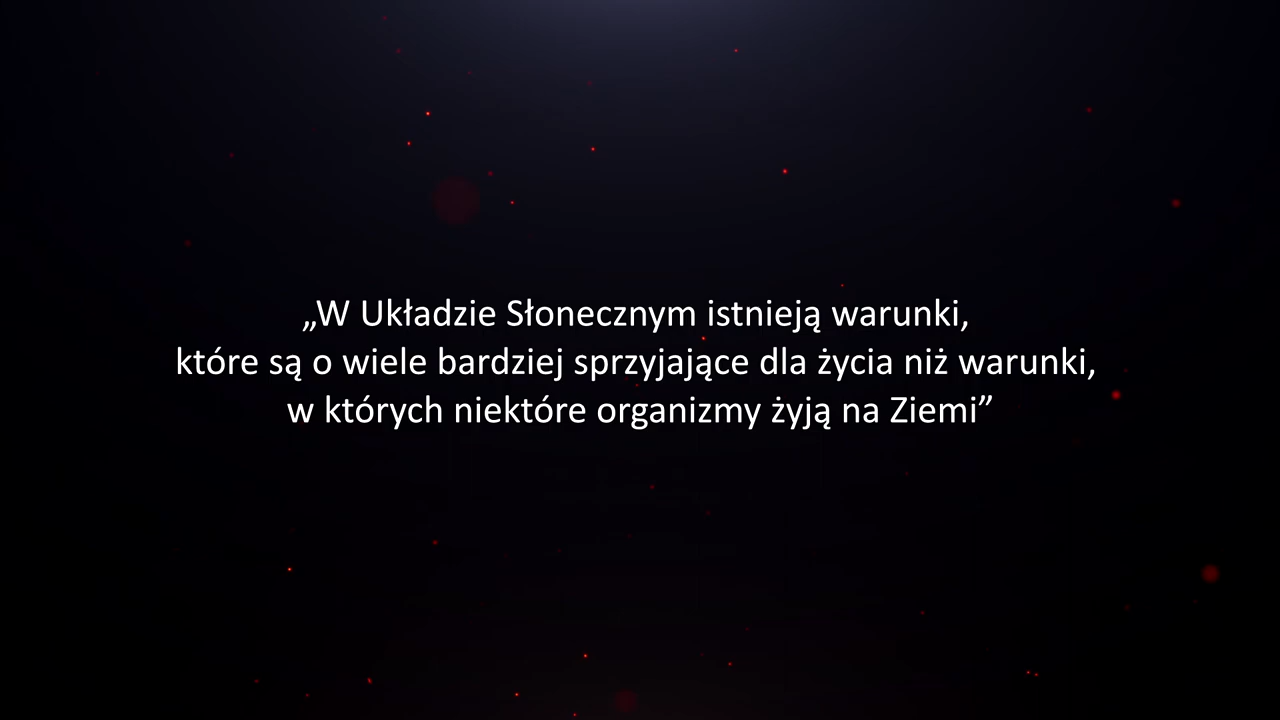 „W Układzie Słonecznym istnieją warunki,
które są o wiele bardziej sprzyjające dla życia niż warunki,
w których niektóre organizmy żyją na Ziemi”